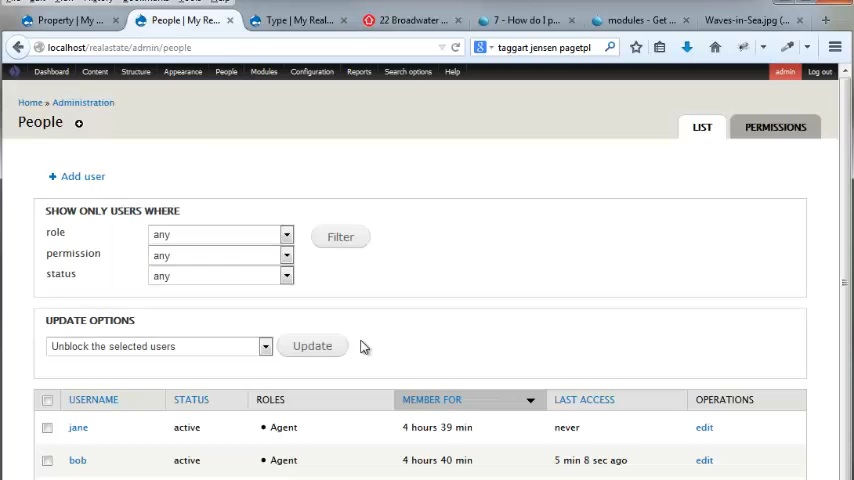 Property | My ...
People | My Re...
Type | My Real...
22 Broadwater ...
7 - How do I p...
modules - Get ...
Waves-in-Sea.jpg (...
localhost/realstate/admin/people
taggart jensen pagetpl
Dashboard Content Structure Appearance People Modules Configuration Reports Search options Help
admin Log out
Home » Administration
People
LIST
PERMISSIONS
Add user
SHOW ONLY USERS WHERE
role any
Filter
permission any
status any
UPDATE OPTIONS
Unblock the selected users
Update
USERNAME STATUS ROLES MEMBER FOR LAST ACCESS OPERATIONS
jane active Agent 4 hours 39 min never edit
bob active Agent 4 hours 40 min 5 min 8 sec ago edit